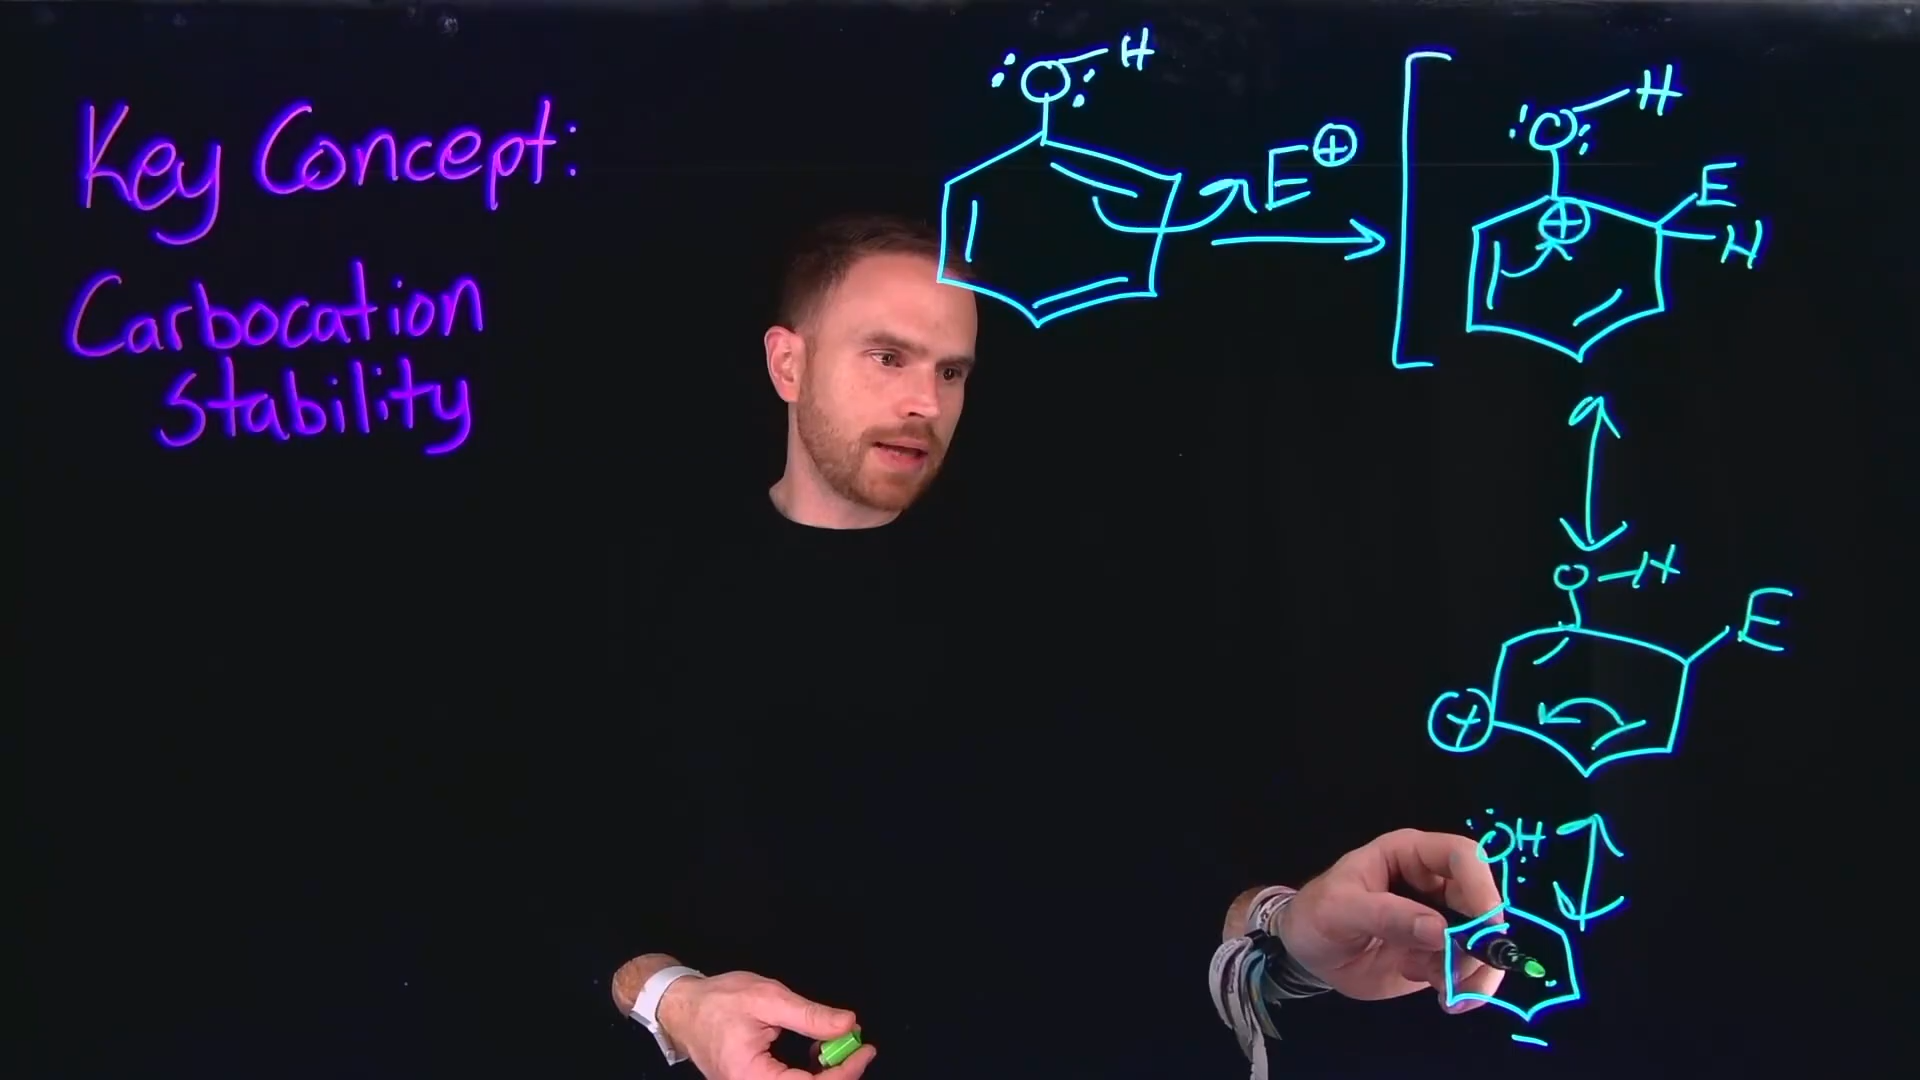 Key Concept:
Carbocation
Stability
O H
E ⊕
O H
⊕
E
H
O H
E
⊕
OH